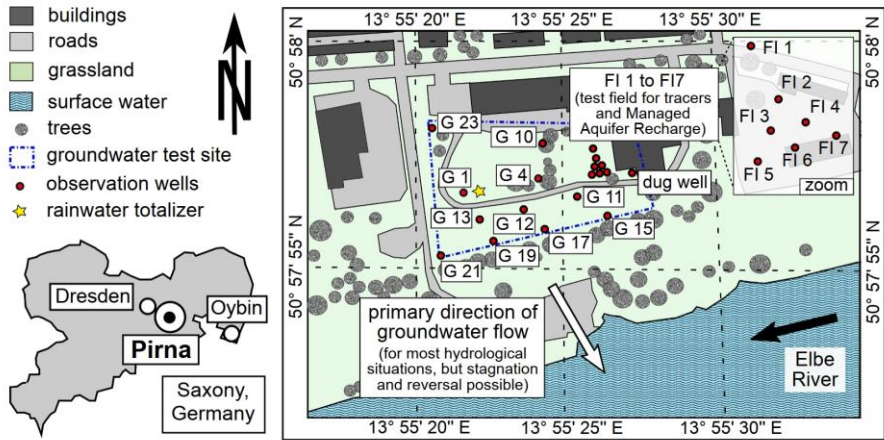 buildings
roads
grassland
surface water
trees
groundwater test site
observation wells
rainwater totalizer
N
Dresden
Oybin
Pirna
Saxony,
Germany
13° 55' 20" E
13° 55' 25" E
13° 55' 30" E
50° 58' N
50° 57' 55" N
50° 58' N
50° 57' 55" N
FI 1 to FI7
(test field for tracers
and Managed
Aquifer Recharge)
FI 1
FI 2
FI 3
FI 4
FI 5
FI 6
FI 7
zoom
G 23
G 10
G 1
G 4
dug well
G 11
G 13
G 12
G 15
G 17
G 19
G 21
primary direction of
groundwater flow
(for most hydrological
situations, but stagnation
and reversal possible)
Elbe
River
13° 55' 20" E
13° 55' 25" E
13° 55' 30" E